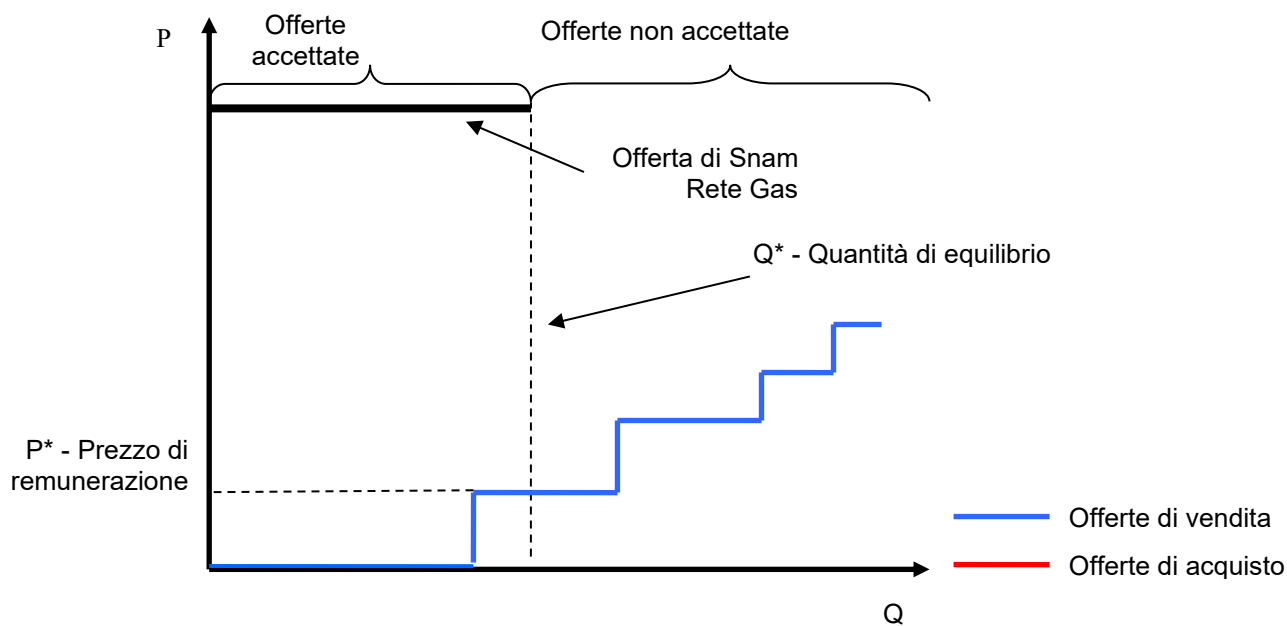 P
Offerte
accettate
Offerte non accettate
Offerta di Snam
Rete Gas
Q* - Quantità di equilibrio
P* - Prezzo di
remunerazione
Offerte di vendita
Offerte di acquisto
Q